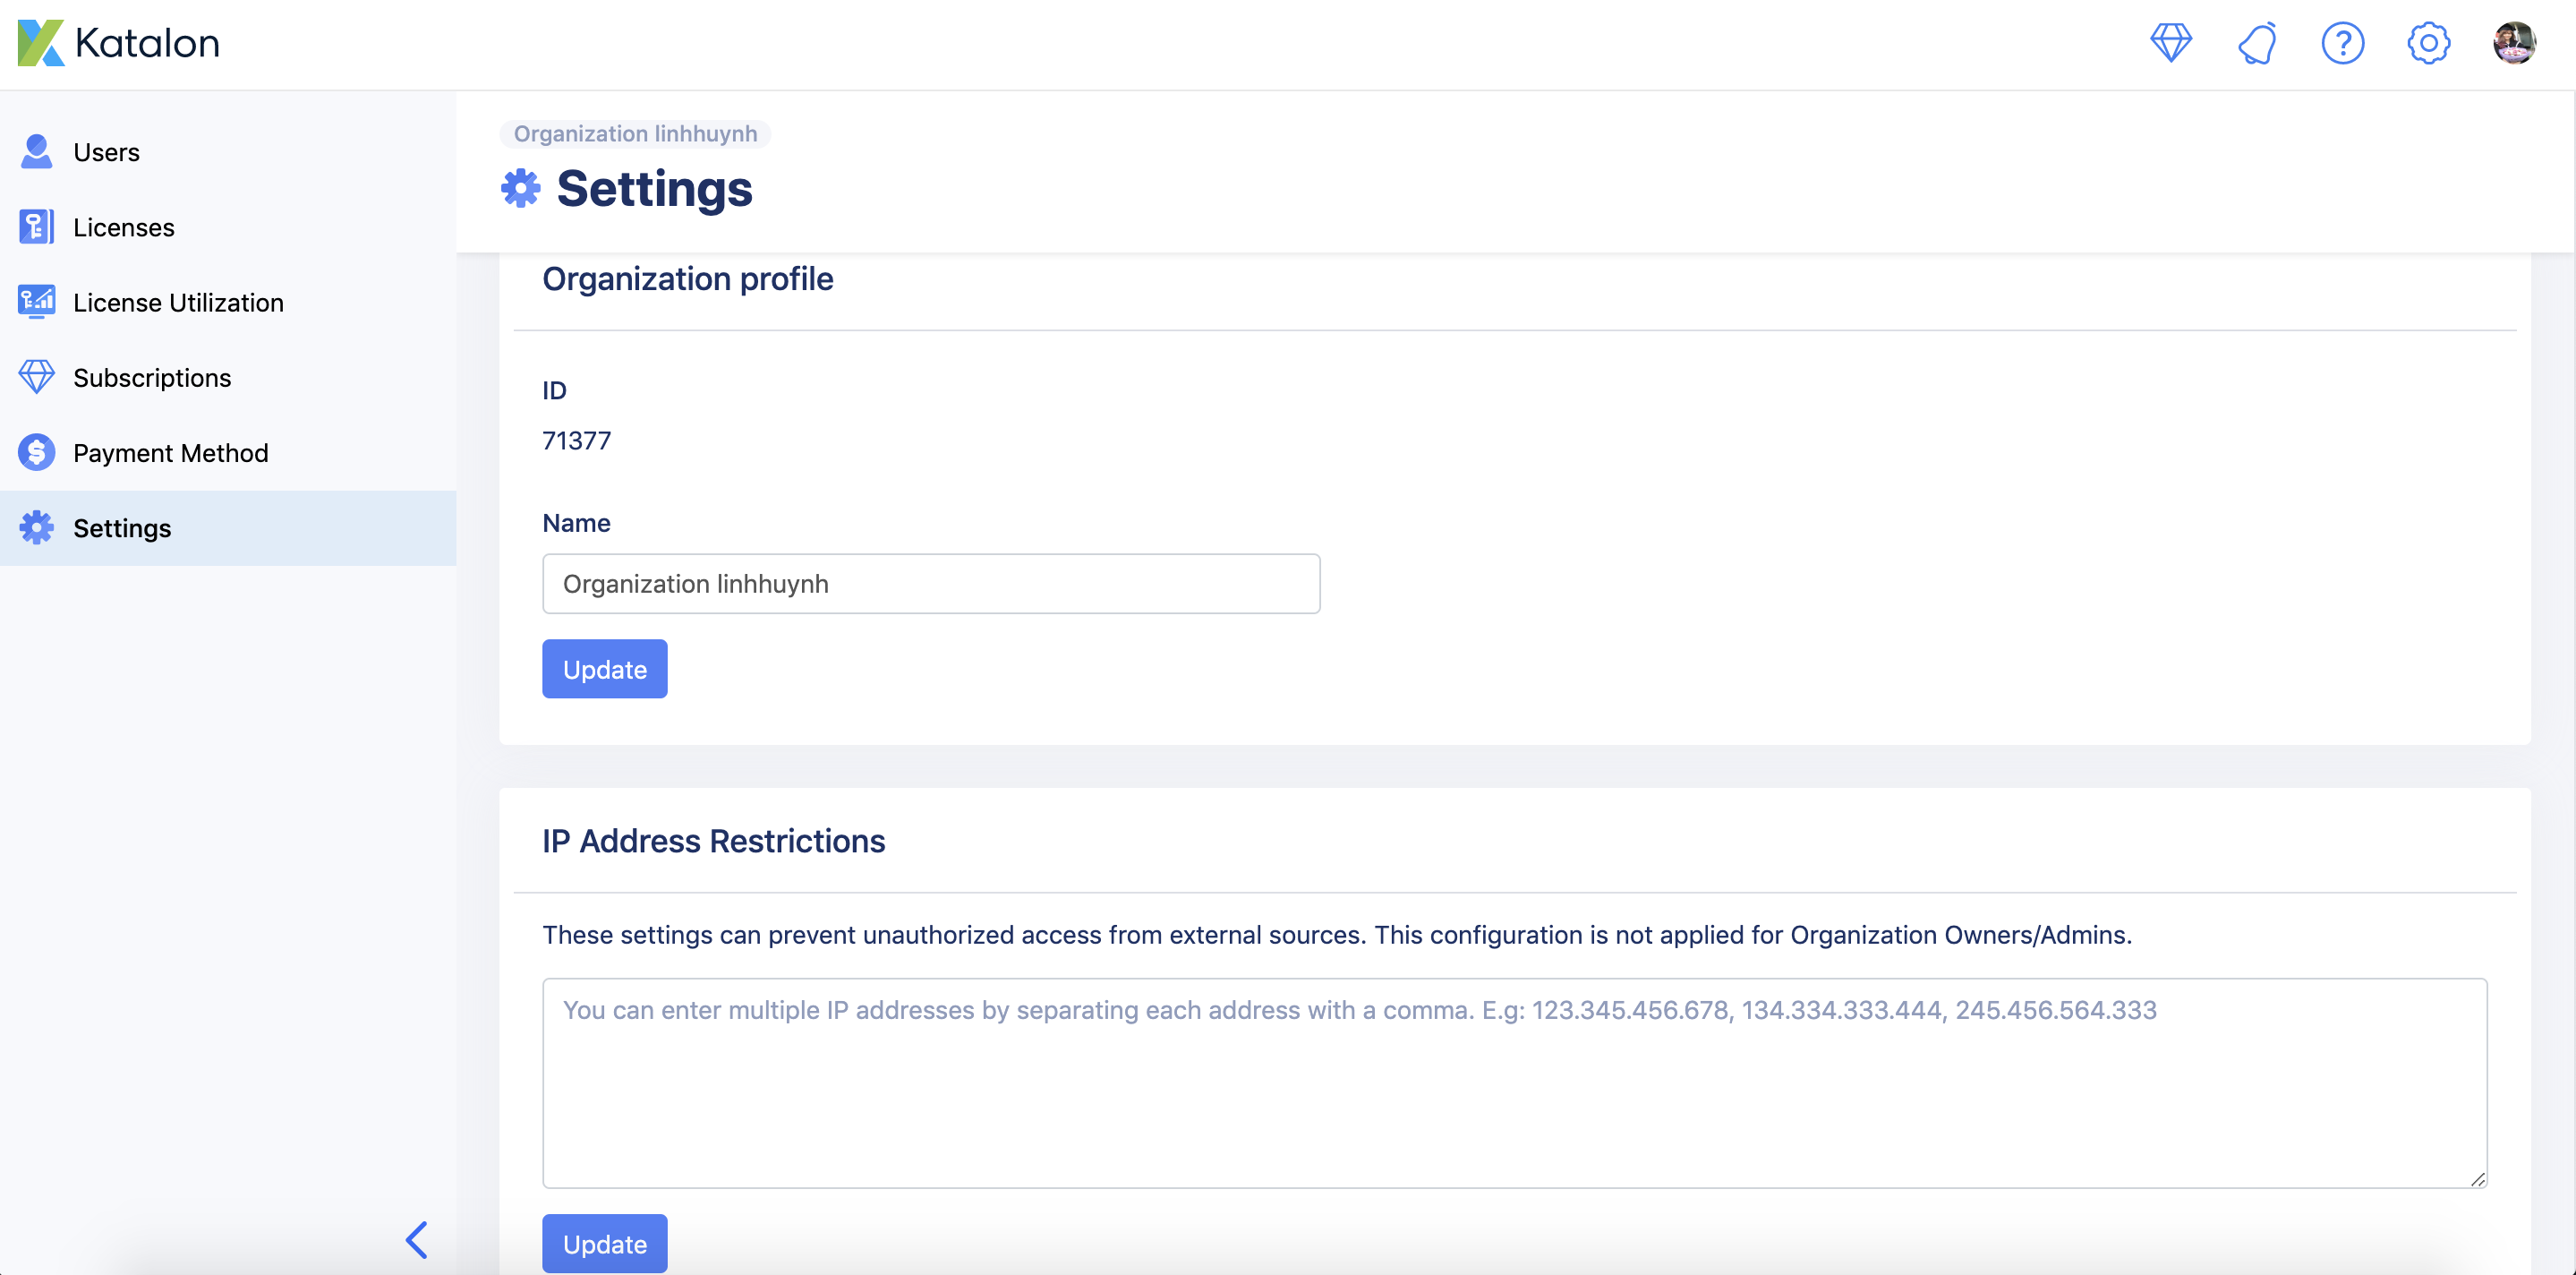 Katalon
Users
Licenses
License Utilization
Subscriptions
Payment Method
Settings
Organization linhhuynh
Settings
Organization profile
ID
71377
Name
Organization linhhuynh
Update
IP Address Restrictions
These settings can prevent unauthorized access from external sources. This configuration is not applied for Organization Owners/Admins.
You can enter multiple IP addresses by separating each address with a comma. E.g: 123.345.456.678, 134.334.333.444, 245.456.564.333
Update